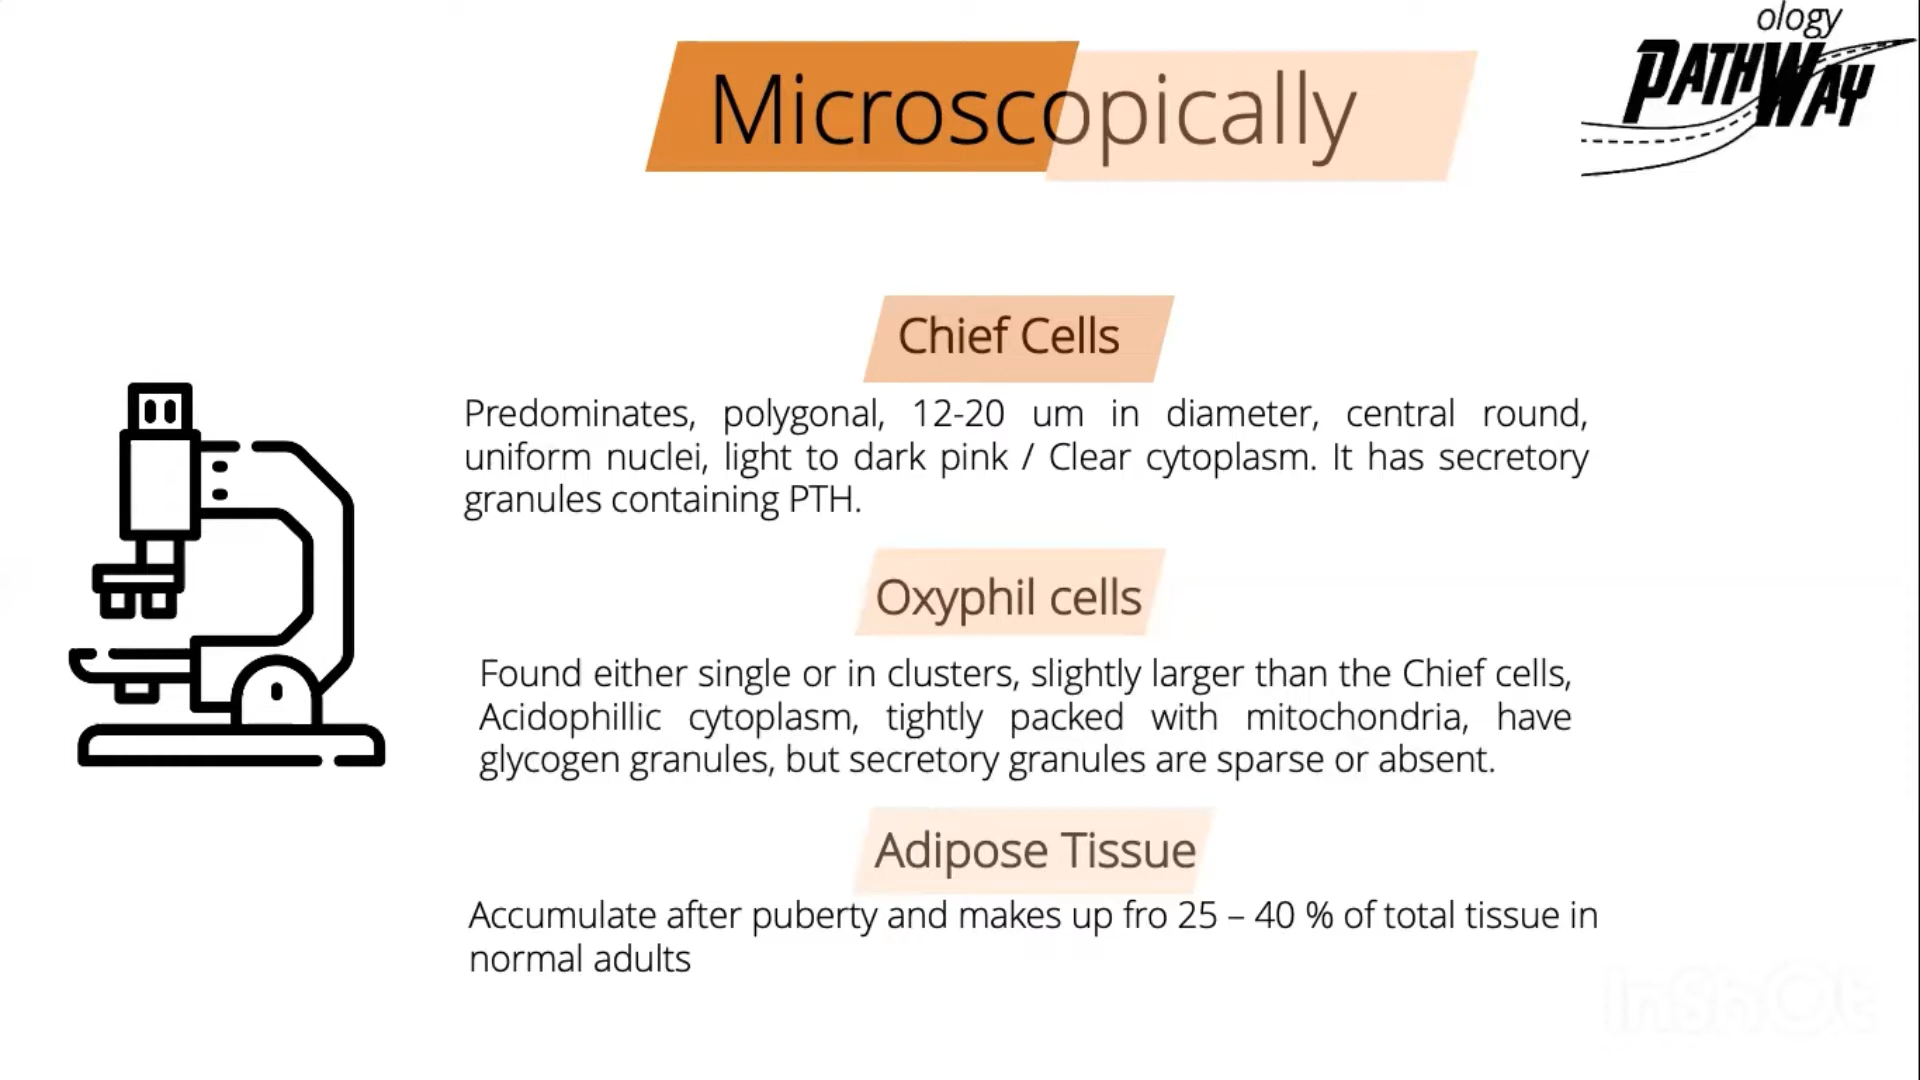 ology
PATHWAY
Microscopically
Chief Cells
Predominates, polygonal, 12-20 um in diameter, central round,
uniform nuclei, light to dark pink / Clear cytoplasm. It has secretory
granules containing PTH.
Oxyphil cells
Found either single or in clusters, slightly larger than the Chief cells,
Acidophillic cytoplasm, tightly packed with mitochondria, have
glycogen granules, but secretory granules are sparse or absent.
Adipose Tissue
Accumulate after puberty and makes up fro 25 – 40 % of total tissue in
normal adults
InShOt